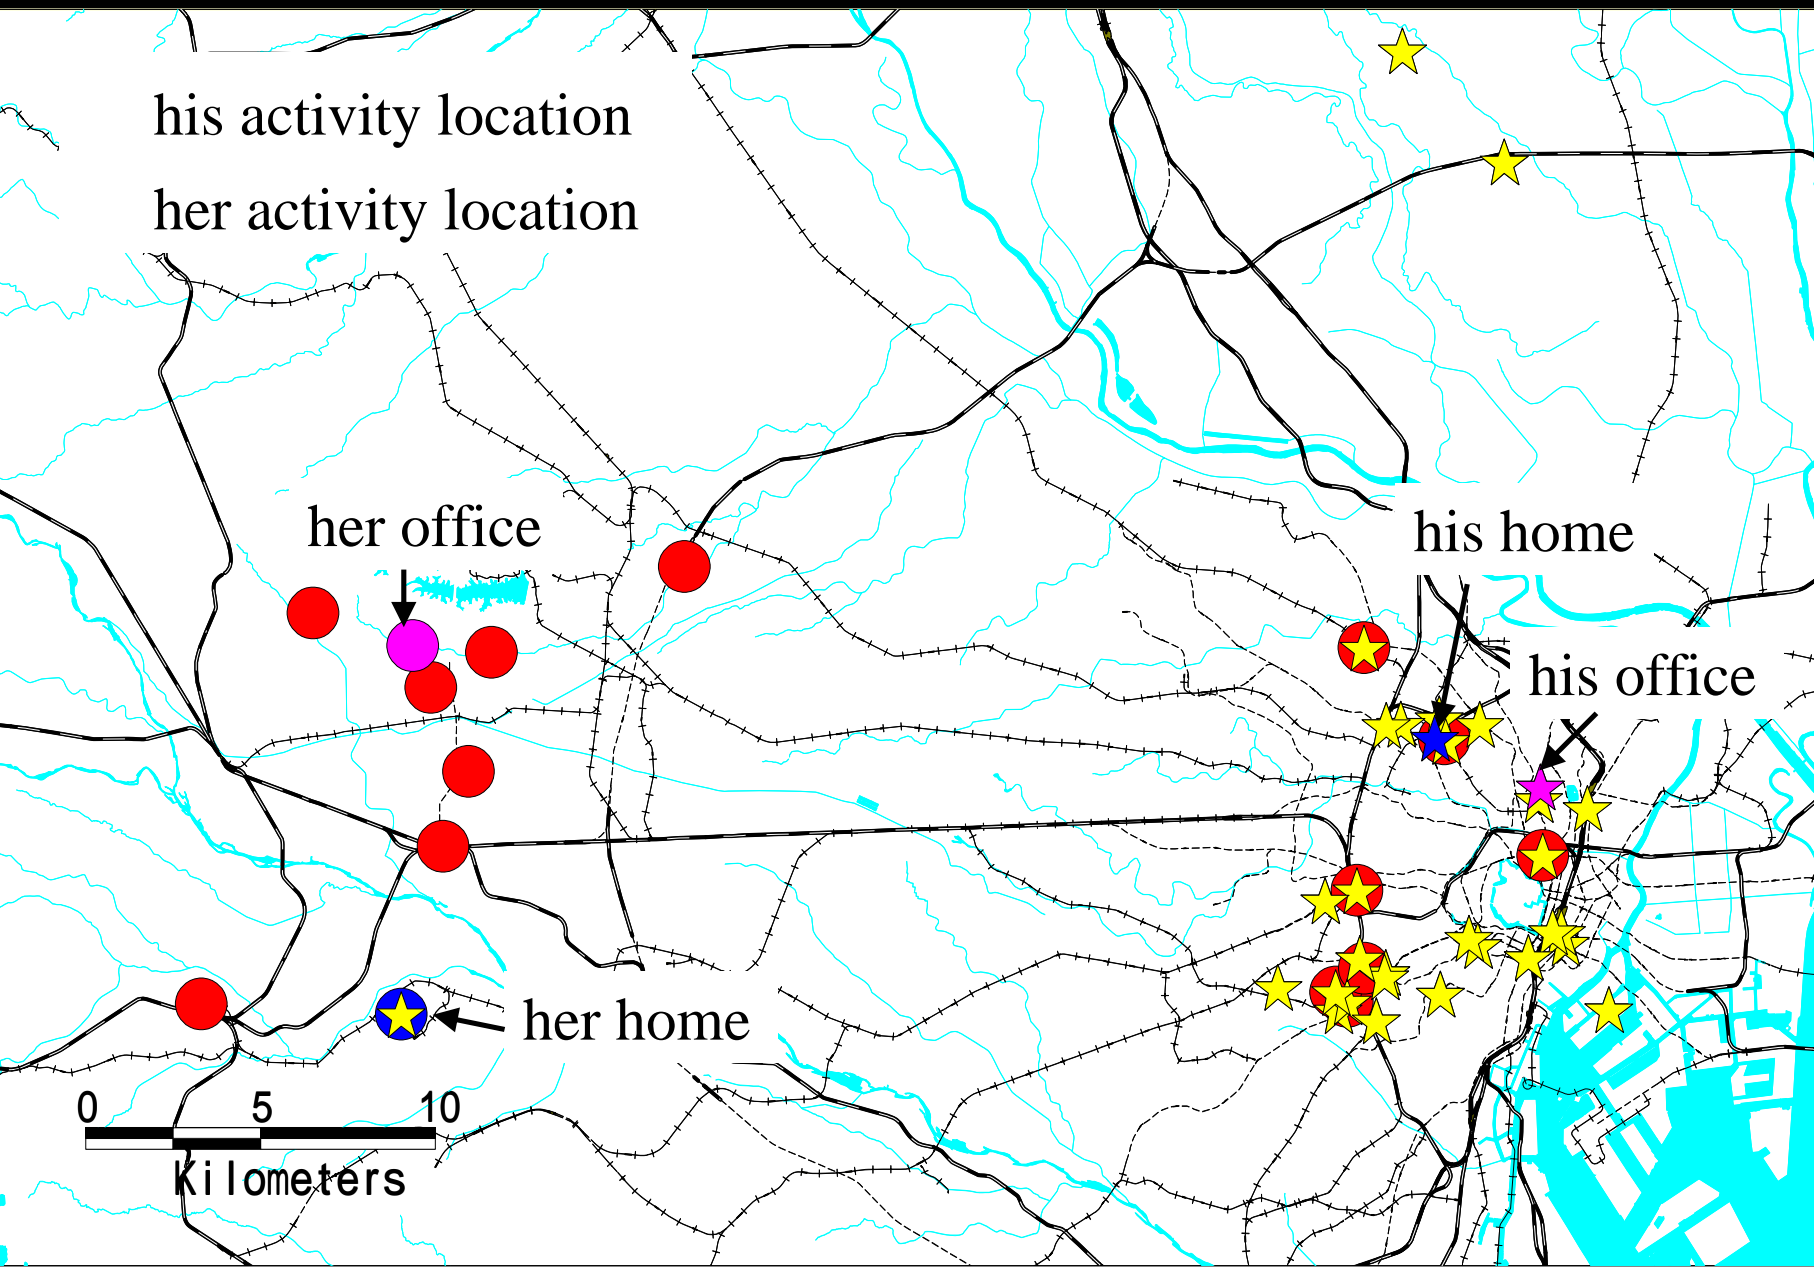 his activity location
her activity location
her office
his home
his office
her home
0 5 10
Kilometers